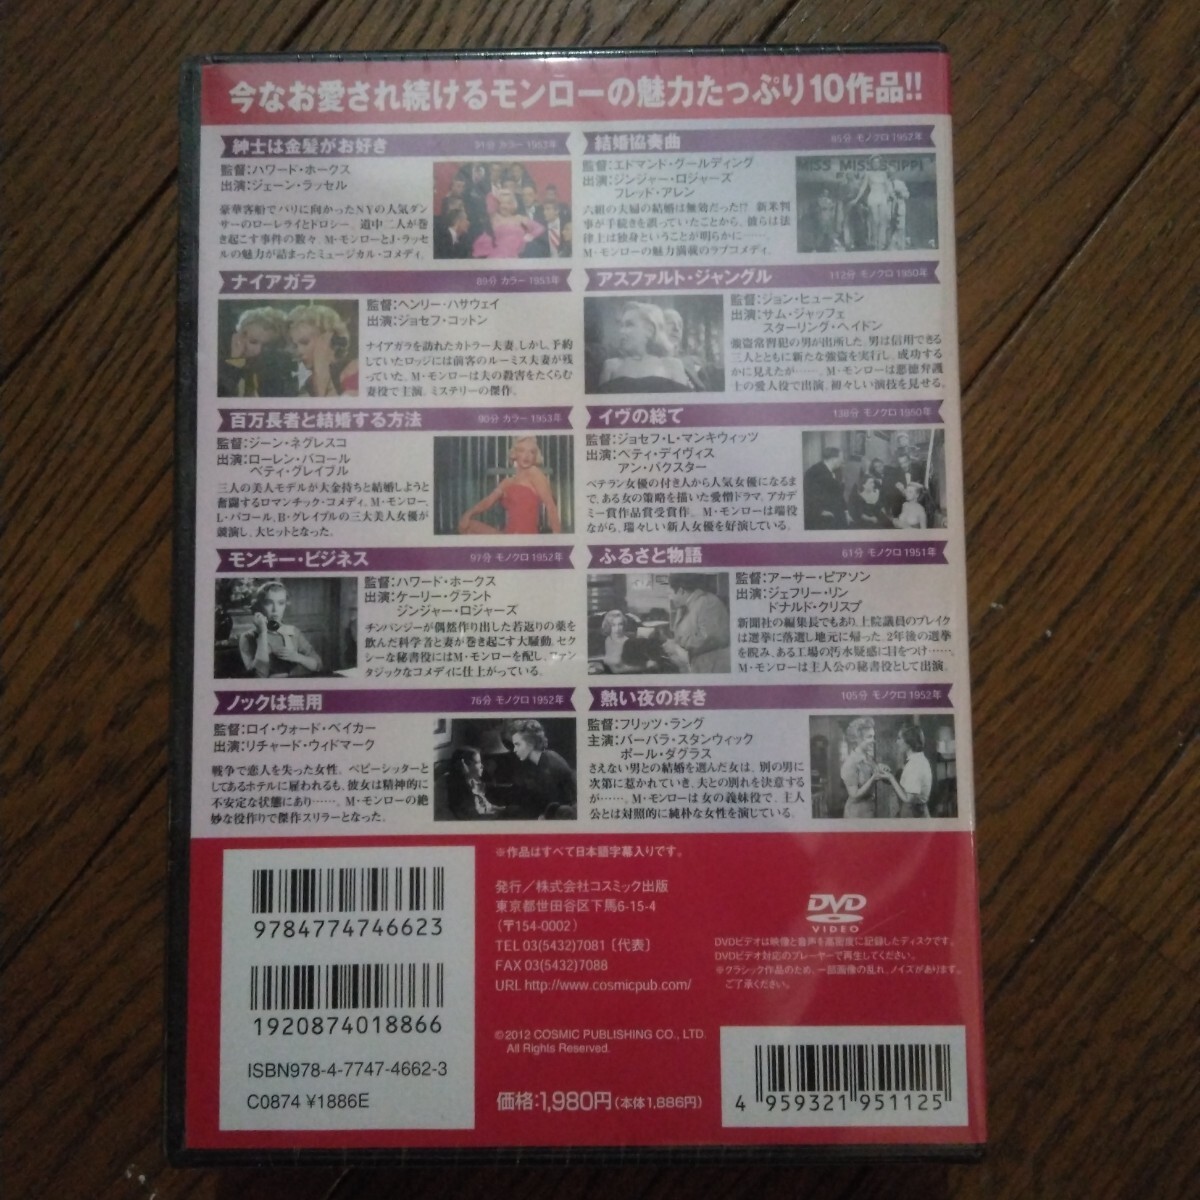 今なお愛され続けるモンローの魅力たっぷり10作品!!
紳士は金髪がお好き
91分 カラー 1953年
監督:ハワード・ホークス
出演:ジェーン・ラッセル
豪華客船でパリに向かったNYの人気ダン
サーのローレライとドロシー。道中二人が巻
き起こす事件の数々。M・モンローとJ・ラッセ
ルの魅力が詰まったミュージカル・コメディ。
ナイアガラ
89分 カラー 1953年
監督:ヘンリー・ハサウェイ
出演:ジョセフ・コットン
ナイアガラを訪れたカトラー夫妻。しかし、予約
していたロッジには前客のルーミス夫妻が残
っていた。M・モンローは夫の殺害をたくらむ
妻役で主演。ミステリーの傑作。
百万長者と結婚する方法
90分 カラー 1953年
監督:ジーン・ネグレスコ
出演:ローレン・バコール
ベティ・グレイブル
三人の美人モデルが大金持ちと結婚しようと
奮闘するロマンチック・コメディ。M・モンロー、
L・バコール、B・グレイブルの三大美人女優が
競演し、大ヒットとなった。
モンキー・ビジネス
97分 モノクロ 1952年
監督:ハワード・ホークス
出演:ケーリー・グラント
ジンジャー・ロジャーズ
チンパンジーが偶然作り出した若返りの薬を
飲んだ科学者と妻が巻き起こす大騒動。セク
シーな秘書役にはM・モンローを配し、ファン
タジックなコメディに仕上がっている。
ノックは無用
76分 モノクロ 1952年
監督:ロイ・ウォード・ベイカー
出演:リチャード・ウィドマーク
戦争で恋人を失った女性。ベビーシッターと
してあるホテルに雇われるも、彼女は精神的に
不安定な状態にあり……。M・モンローの絶
妙な役作りで傑作スリラーとなった。
結婚協奏曲
85分 モノクロ 1952年
監督:エドマンド・グールディング
出演:ジンジャー・ロジャーズ
フレッド・アレン
六組の夫婦の結婚は無効だった!? 新米判
事が手続きを誤っていたことから、彼らは法
律上は独身ということが明らかに……。
M・モンローの魅力満載のラブコメディ。
MISS MISSISSIPPI
アスファルト・ジャングル
112分 モノクロ 1950年
監督:ジョン・ヒューストン
出演:サム・ジャッフェ
スターリング・ヘイドン
強盗常習犯の男が出所した。男は信用できる
三人とともに新たな強盗を実行し、成功する
かに見えたが……。M・モンローは悪徳弁護
士の愛人役で出演。初々しい演技を見せる。
イヴの総て
138分 モノクロ 1950年
監督:ジョセフ・L・マンキウィッツ
出演:ベティ・デイヴィス
アン・バクスター
ベテラン女優の付き人から人気女優になるま
で、ある女の策略を描いた愛憎ドラマ。アカデ
ミー賞作品賞受賞作。M・モンローは端役
ながら、瑞々しい新人女優を好演している。
ふるさと物語
61分 モノクロ 1951年
監督:アーサー・ピアソン
出演:ジェフリー・リン
ドナルド・クリスプ
新聞社の編集長でもあり、上院議員のブレイク
は選挙に落選し地元に帰った。2年後の選挙
を睨み、ある工場の汚水疑惑に目をつけ……。
M・モンローは主人公の秘書役として出演。
熱い夜の疼き
105分 モノクロ 1952年
監督:フリッツ・ラング
主演:バーバラ・スタンウィック
ポール・ダグラス
さえない男との結婚を選んだ女は、別の男に
次第に惹かれていき、夫との別れを決意する
が……。M・モンローは女の義妹役で、主人
公とは対照的に純朴な女性を演じている。
9784774746623
1920874018866
ISBN978-4-7747-4662-3
C0874 ¥1886E
※作品はすべて日本語字幕入りです。
発行／株式会社コスミック出版
東京都世田谷区下馬6-15-4
(〒154-0002)
TEL 03(5432)7081〔代表〕
FAX 03(5432)7088
URL http://www.cosmicpub.com/
©2012 COSMIC PUBLISHING CO., LTD.
All Rights Reserved.
価格:1,980円(本体1,886円)
DVD
VIDEO
DVDビデオは映像と音声を高密度に記録したディスクです。
DVDビデオ対応のプレーヤーで再生してください。
※クラシック作品のため、一部画像の乱れ、ノイズがあります。
ご了承ください。
4 959321 951125